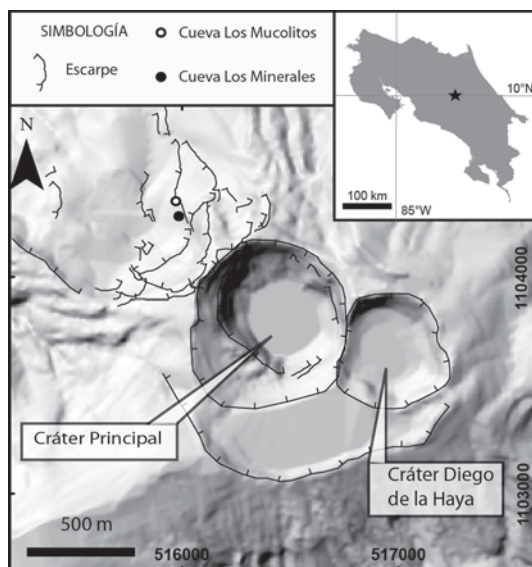 SIMBOLOGÍA
Cueva Los Mucolitos
Escarpe
Cueva Los Minerales
10°N
100 km
85°W
N
1104000
Cráter Principal
Cráter Diego
de la Haya
1103000
500 m
516000
517000